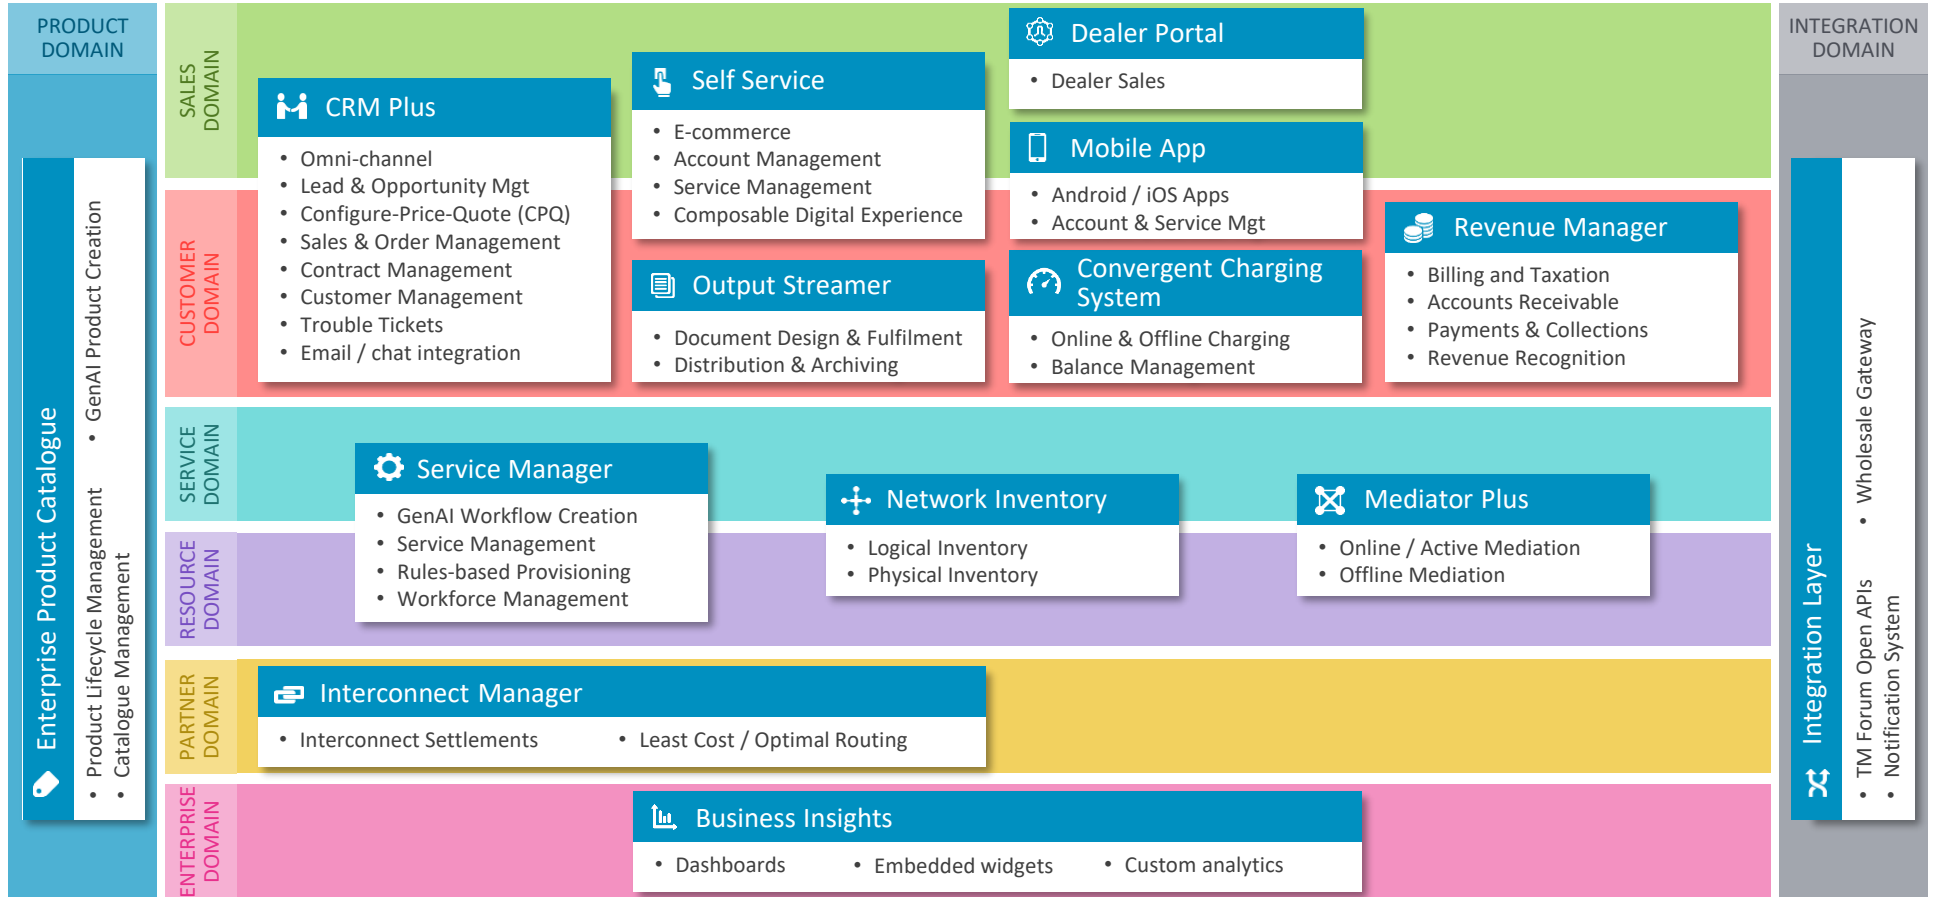 PRODUCT
DOMAIN
Enterprise Product Catalogue
• Product Lifecycle Management
• GenAI Product Creation
• Catalogue Management
SALES
DOMAIN
CRM Plus
• Omni-channel
• Lead & Opportunity Mgt
• Configure-Price-Quote (CPQ)
• Sales & Order Management
• Contract Management
• Customer Management
• Trouble Tickets
• Email / chat integration
Self Service
• E-commerce
• Account Management
• Service Management
• Composable Digital Experience
Dealer Portal
• Dealer Sales
Mobile App
• Android / iOS Apps
• Account & Service Mgt
CUSTOMER
DOMAIN
Output Streamer
• Document Design & Fulfilment
• Distribution & Archiving
Convergent Charging
System
• Online & Offline Charging
• Balance Management
Revenue Manager
• Billing and Taxation
• Accounts Receivable
• Payments & Collections
• Revenue Recognition
SERVICE
DOMAIN
Service Manager
• GenAI Workflow Creation
• Service Management
• Rules-based Provisioning
• Workforce Management
Network Inventory
• Logical Inventory
• Physical Inventory
Mediator Plus
• Online / Active Mediation
• Offline Mediation
RESOURCE
DOMAIN
PARTNER
DOMAIN
Interconnect Manager
• Interconnect Settlements
• Least Cost / Optimal Routing
ENTERPRISE
DOMAIN
Business Insights
• Dashboards
• Embedded widgets
• Custom analytics
INTEGRATION
DOMAIN
Integration Layer
• TM Forum Open APIs
• Wholesale Gateway
• Notification System